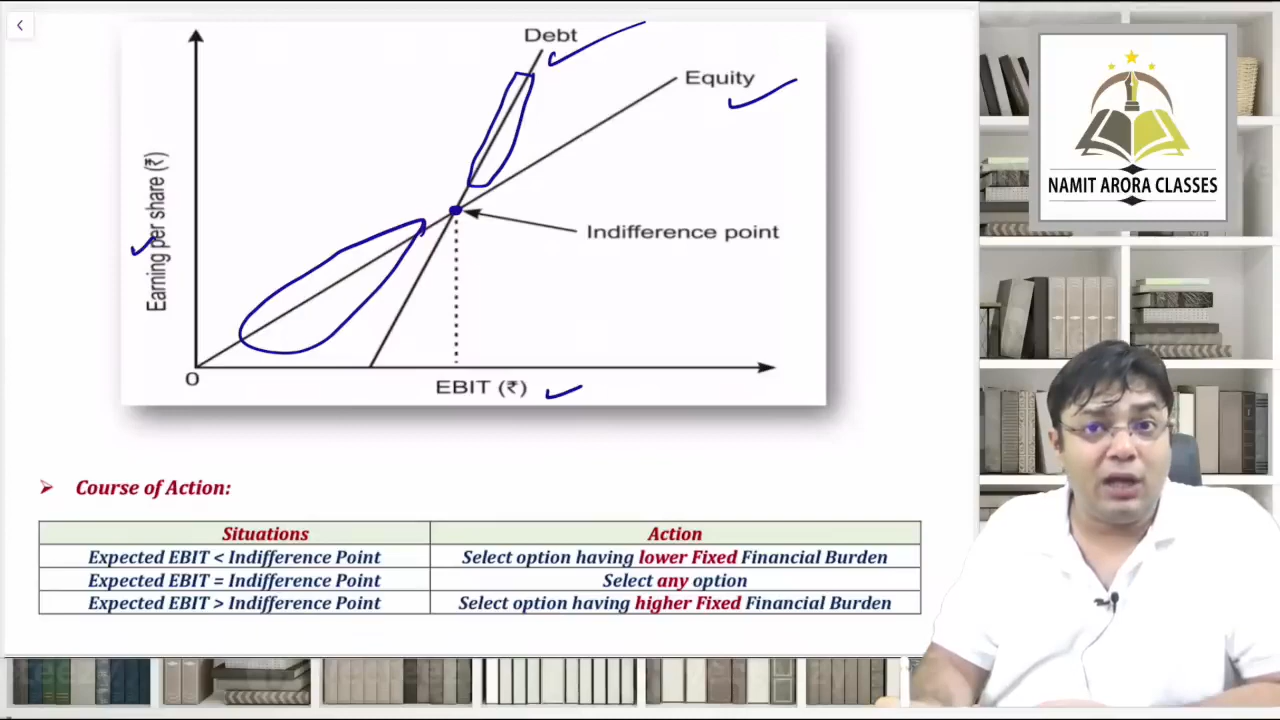 Debt
Equity
Earning per share (₹)
Indifference point
O
EBIT (₹)
NAMIT ARORA CLASSES
➢ Course of Action:
Situations Action
Expected EBIT < Indifference Point Select option having lower Fixed Financial Burden
Expected EBIT = Indifference Point Select any option
Expected EBIT > Indifference Point Select option having higher Fixed Financial Burden